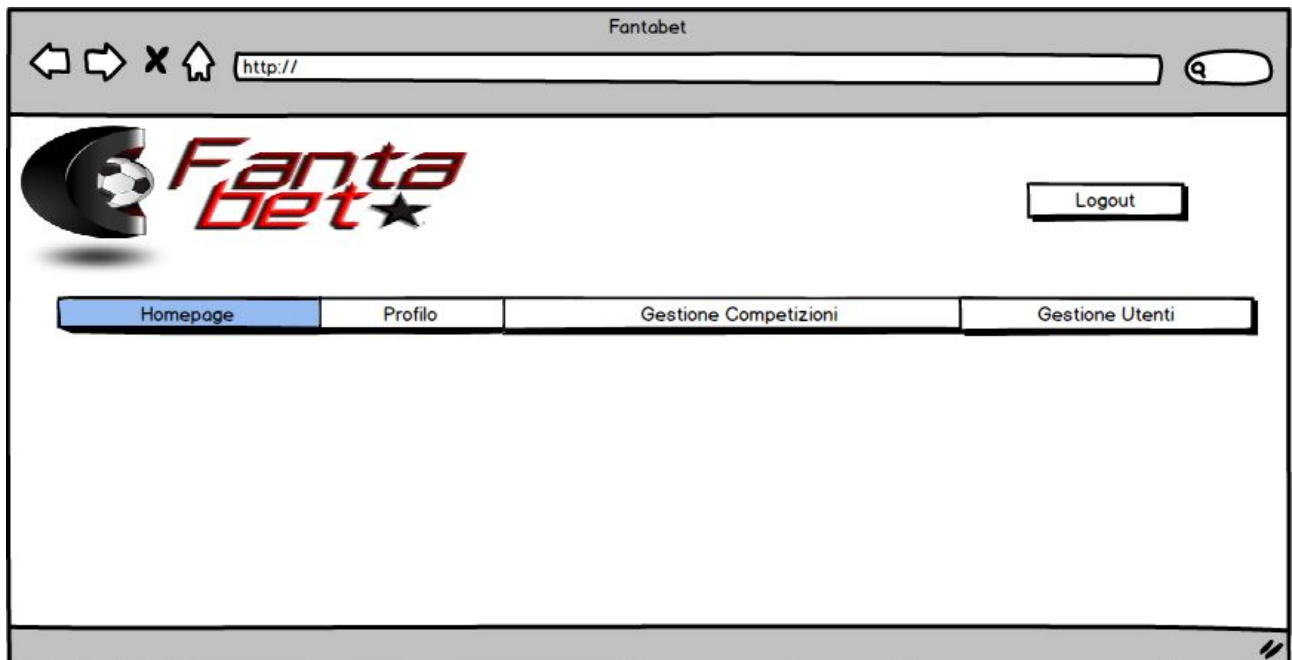 Fantabet
http://
Fanta
bet
Logout
Homepage Profilo Gestione Competizioni Gestione Utenti